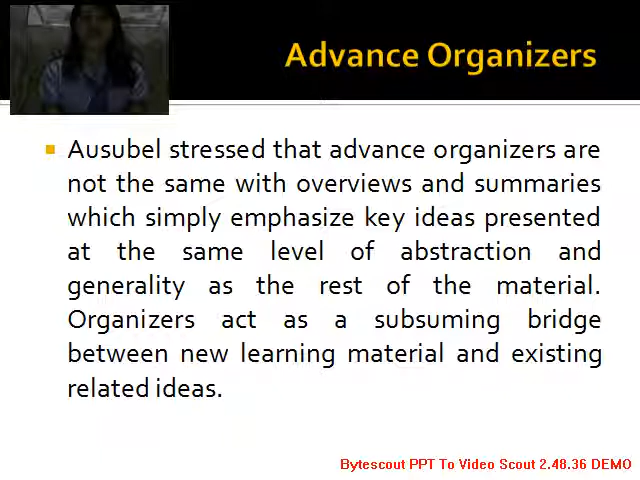 Advance Organizers
Ausubel stressed that advance organizers are
not the same with overviews and summaries
which simply emphasize key ideas presented
at the same level of abstraction and
generality as the rest of the material.
Organizers act as a subsuming bridge
between new learning material and existing
related ideas.
Bytescout PPT To Video Scout 2.48.36 DEMO